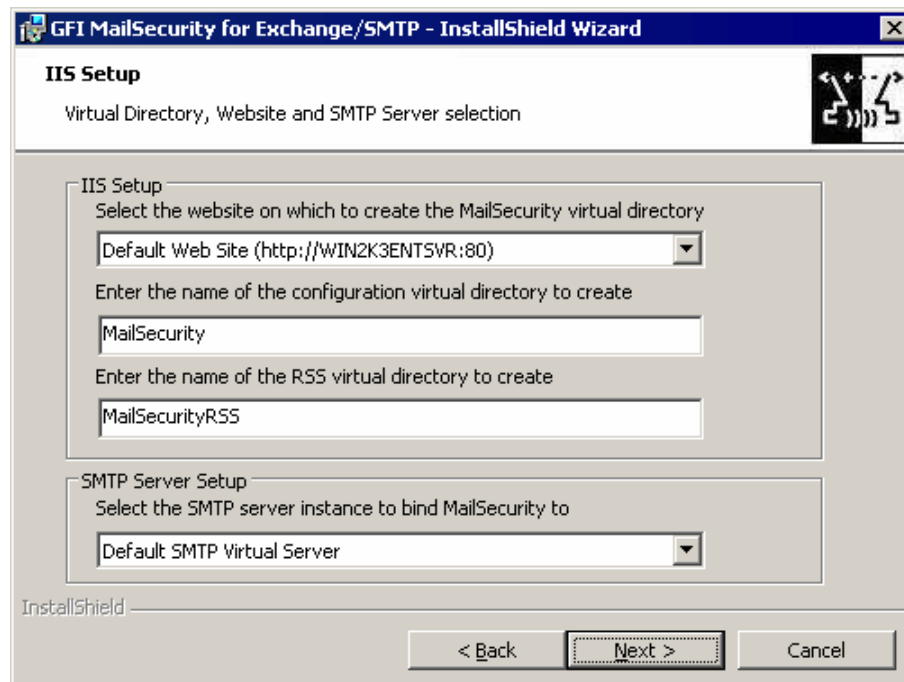 GFI MailSecurity for Exchange/SMTP - InstallShield Wizard
IIS Setup
Virtual Directory, Website and SMTP Server selection
IIS Setup
Select the website on which to create the MailSecurity virtual directory
Default Web Site (http://WIN2K3ENTSVR:80)
Enter the name of the configuration virtual directory to create
MailSecurity
Enter the name of the RSS virtual directory to create
MailSecurityRSS
SMTP Server Setup
Select the SMTP server instance to bind MailSecurity to
Default SMTP Virtual Server
InstallShield
< Back Next > Cancel